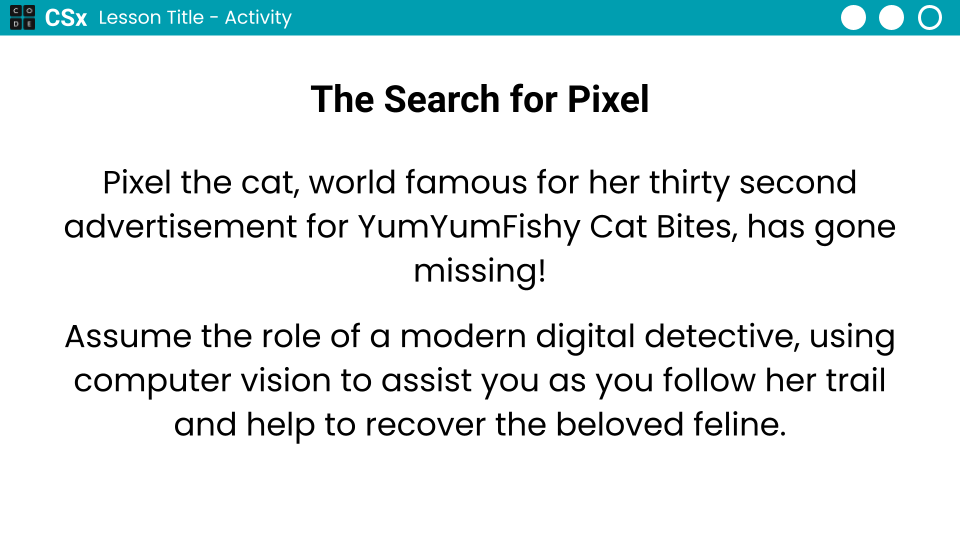 CODE
CSx Lesson Title - Activity
The Search for Pixel
Pixel the cat, world famous for her thirty second
advertisement for YumYumFishy Cat Bites, has gone
missing!
Assume the role of a modern digital detective, using
computer vision to assist you as you follow her trail
and help to recover the beloved feline.